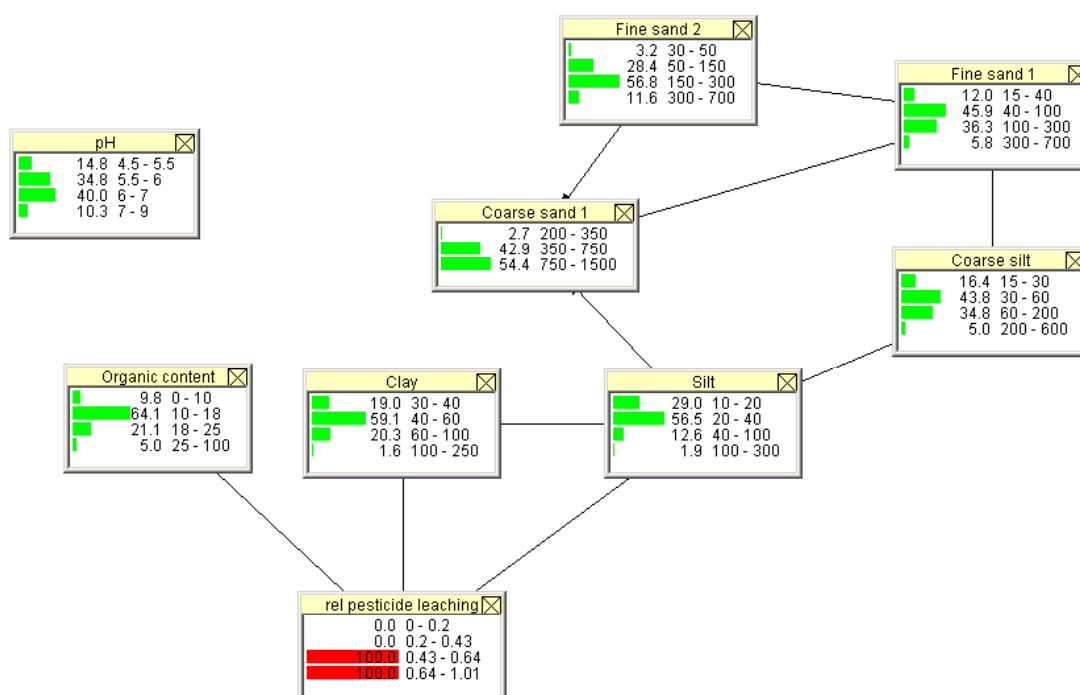 Fine sand 2
3.2 30 - 50
28.4 50 - 150
56.8 150 - 300
11.6 300 - 700
Fine sand 1
12.0 15 - 40
45.9 40 - 100
36.3 100 - 300
5.8 300 - 700
pH
14.8 4.5 - 5.5
34.8 5.5 - 6
40.0 6 - 7
10.3 7 - 9
Coarse sand 1
2.7 200 - 350
42.9 350 - 750
54.4 750 - 1500
Coarse silt
16.4 15 - 30
43.8 30 - 60
34.8 60 - 200
5.0 200 - 600
Organic content
9.8 0 - 10
64.1 10 - 18
21.1 18 - 25
5.0 25 - 100
Clay
19.0 30 - 40
59.1 40 - 60
20.3 60 - 100
1.6 100 - 250
Silt
29.0 10 - 20
56.5 20 - 40
12.6 40 - 100
1.9 100 - 300
rel pesticide leaching
0.0 0 - 0.2
0.0 0.2 - 0.43
100.0 0.43 - 0.64
100.0 0.64 - 1.01